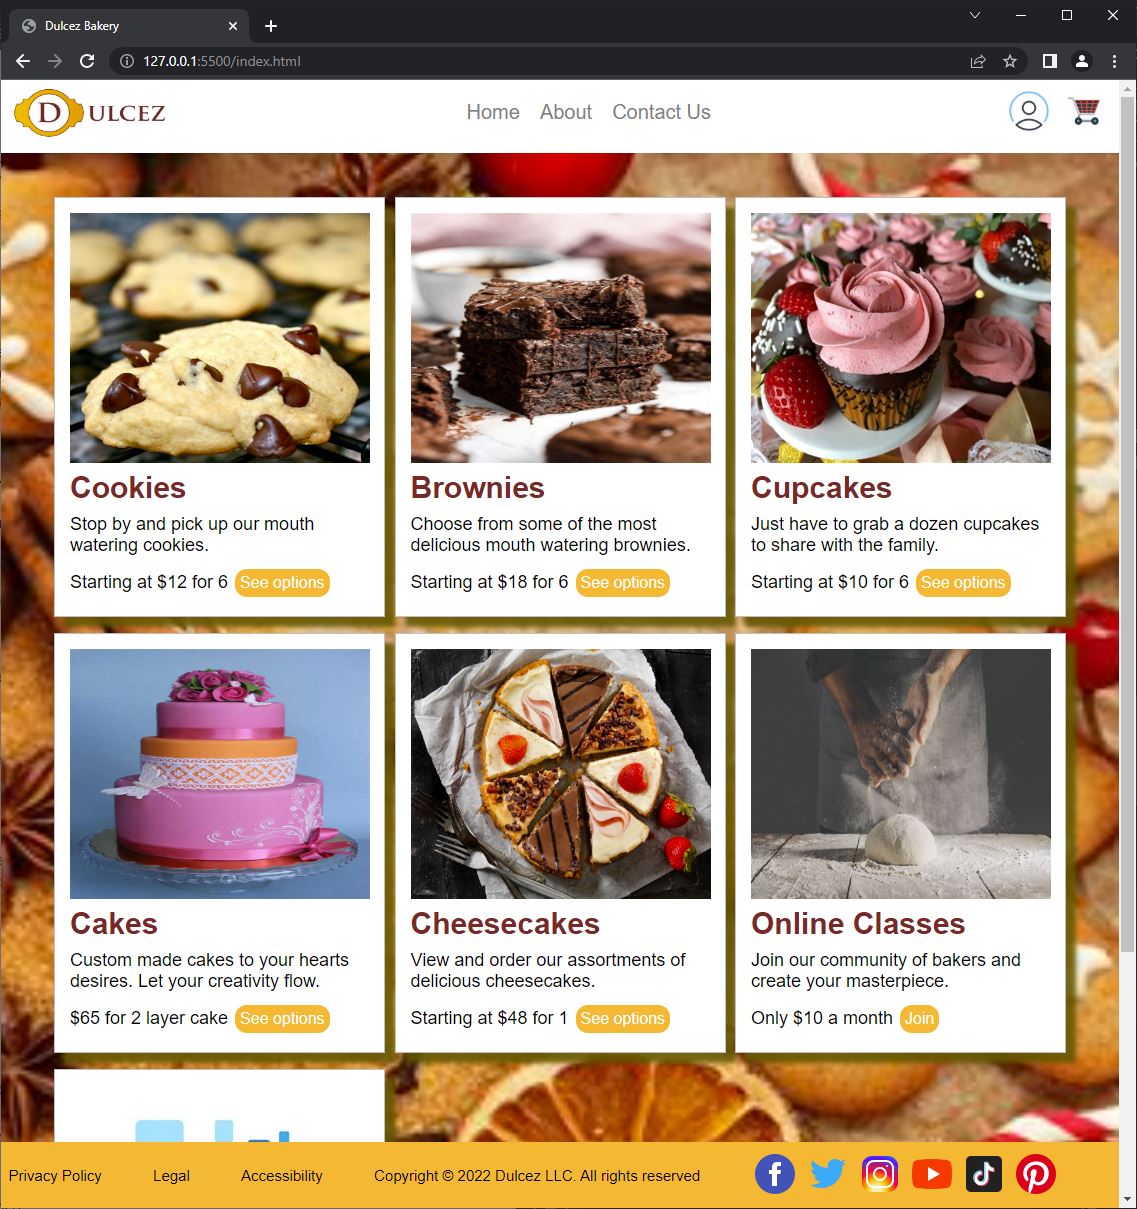 Dulcez Bakery
127.0.0.1:5500/index.html
DULCEZ
Home About Contact Us
Cookies
Stop by and pick up our mouth
watering cookies.
Starting at $12 for 6 See options
Brownies
Choose from some of the most
delicious mouth watering brownies.
Starting at $18 for 6 See options
Cupcakes
Just have to grab a dozen cupcakes
to share with the family.
Starting at $10 for 6 See options
Cakes
Custom made cakes to your hearts
desires. Let your creativity flow.
$65 for 2 layer cake See options
Cheesecakes
View and order our assortments of
delicious cheesecakes.
Starting at $48 for 1 See options
Online Classes
Join our community of bakers and
create your masterpiece.
Only $10 a month Join
Privacy Policy Legal Accessibility Copyright © 2022 Dulcez LLC. All rights reserved